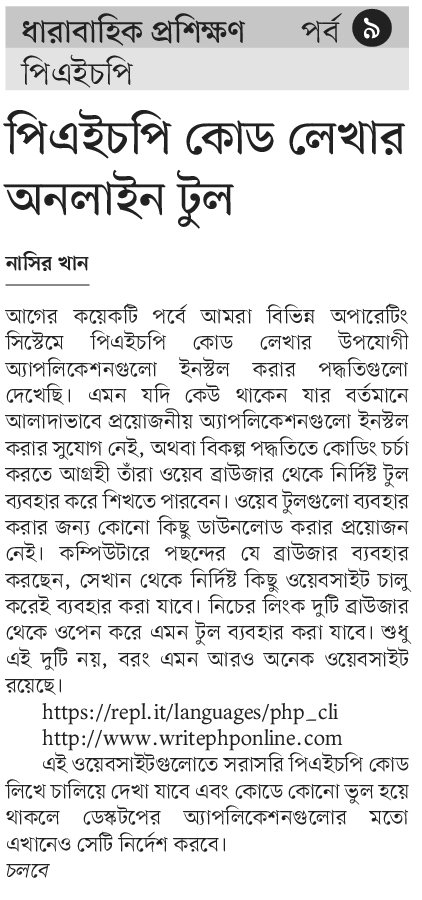 ধারাবাহিক প্রশিক্ষণ পর্ব ৯
পিএইচপি
পিএইচপি কোড লেখার
অনলাইন টুল
নাসির খান
আগের কয়েকটি পর্বে আমরা বিভিন্ন অপারেটিং
সিস্টেমে পিএইচপি কোড লেখার উপযোগী
অ্যাপলিকেশনগুলো ইনস্টল করার পদ্ধতিগুলো
দেখেছি। এমন যদি কেউ থাকেন যার বর্তমানে
আলাদাভাবে প্রয়োজনীয় অ্যাপলিকেশনগুলো ইনস্টল
করার সুযোগ নেই, অথবা বিকল্প পদ্ধতিতে কোডিং চর্চা
করতে আগ্রহী তাঁরা ওয়েব ব্রাউজার থেকে নির্দিষ্ট টুল
ব্যবহার করে শিখতে পারবেন। ওয়েব টুলগুলো ব্যবহার
করার জন্য কোনো কিছু ডাউনলোড করার প্রয়োজন
নেই। কম্পিউটারে পছন্দের যে ব্রাউজার ব্যবহার
করছেন, সেখান থেকে নির্দিষ্ট কিছু ওয়েবসাইট চালু
করেই ব্যবহার করা যাবে। নিচের লিংক দুটি ব্রাউজার
থেকে ওপেন করে এমন টুল ব্যবহার করা যাবে। শুধু
এই দুটি নয়, বরং এমন আরও অনেক ওয়েবসাইট
রয়েছে।
https://repl.it/languages/php_cli
http://www.writephponline.com
এই ওয়েবসাইটগুলোতে সরাসরি পিএইচপি কোড
লিখে চালিয়ে দেখা যাবে এবং কোডে কোনো ভুল হয়ে
থাকলে ডেস্কটপের অ্যাপলিকেশনগুলোর মতো
এখানেও সেটি নির্দেশ করবে।
চলবে